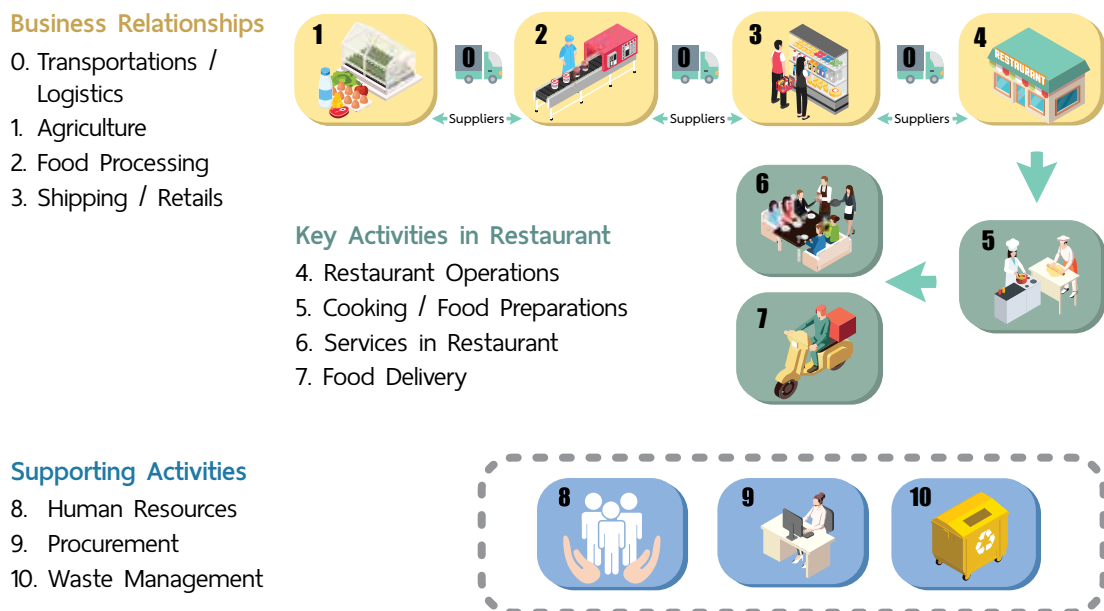 Business Relationships
0. Transportations /
Logistics
1. Agriculture
2. Food Processing
3. Shipping / Retails
1
0
2
0
3
0
4
RESTAURANT
Suppliers
Suppliers
Suppliers
Key Activities in Restaurant
4. Restaurant Operations
5. Cooking / Food Preparations
6. Services in Restaurant
7. Food Delivery
6
5
7
Supporting Activities
8. Human Resources
9. Procurement
10. Waste Management
8
9
10